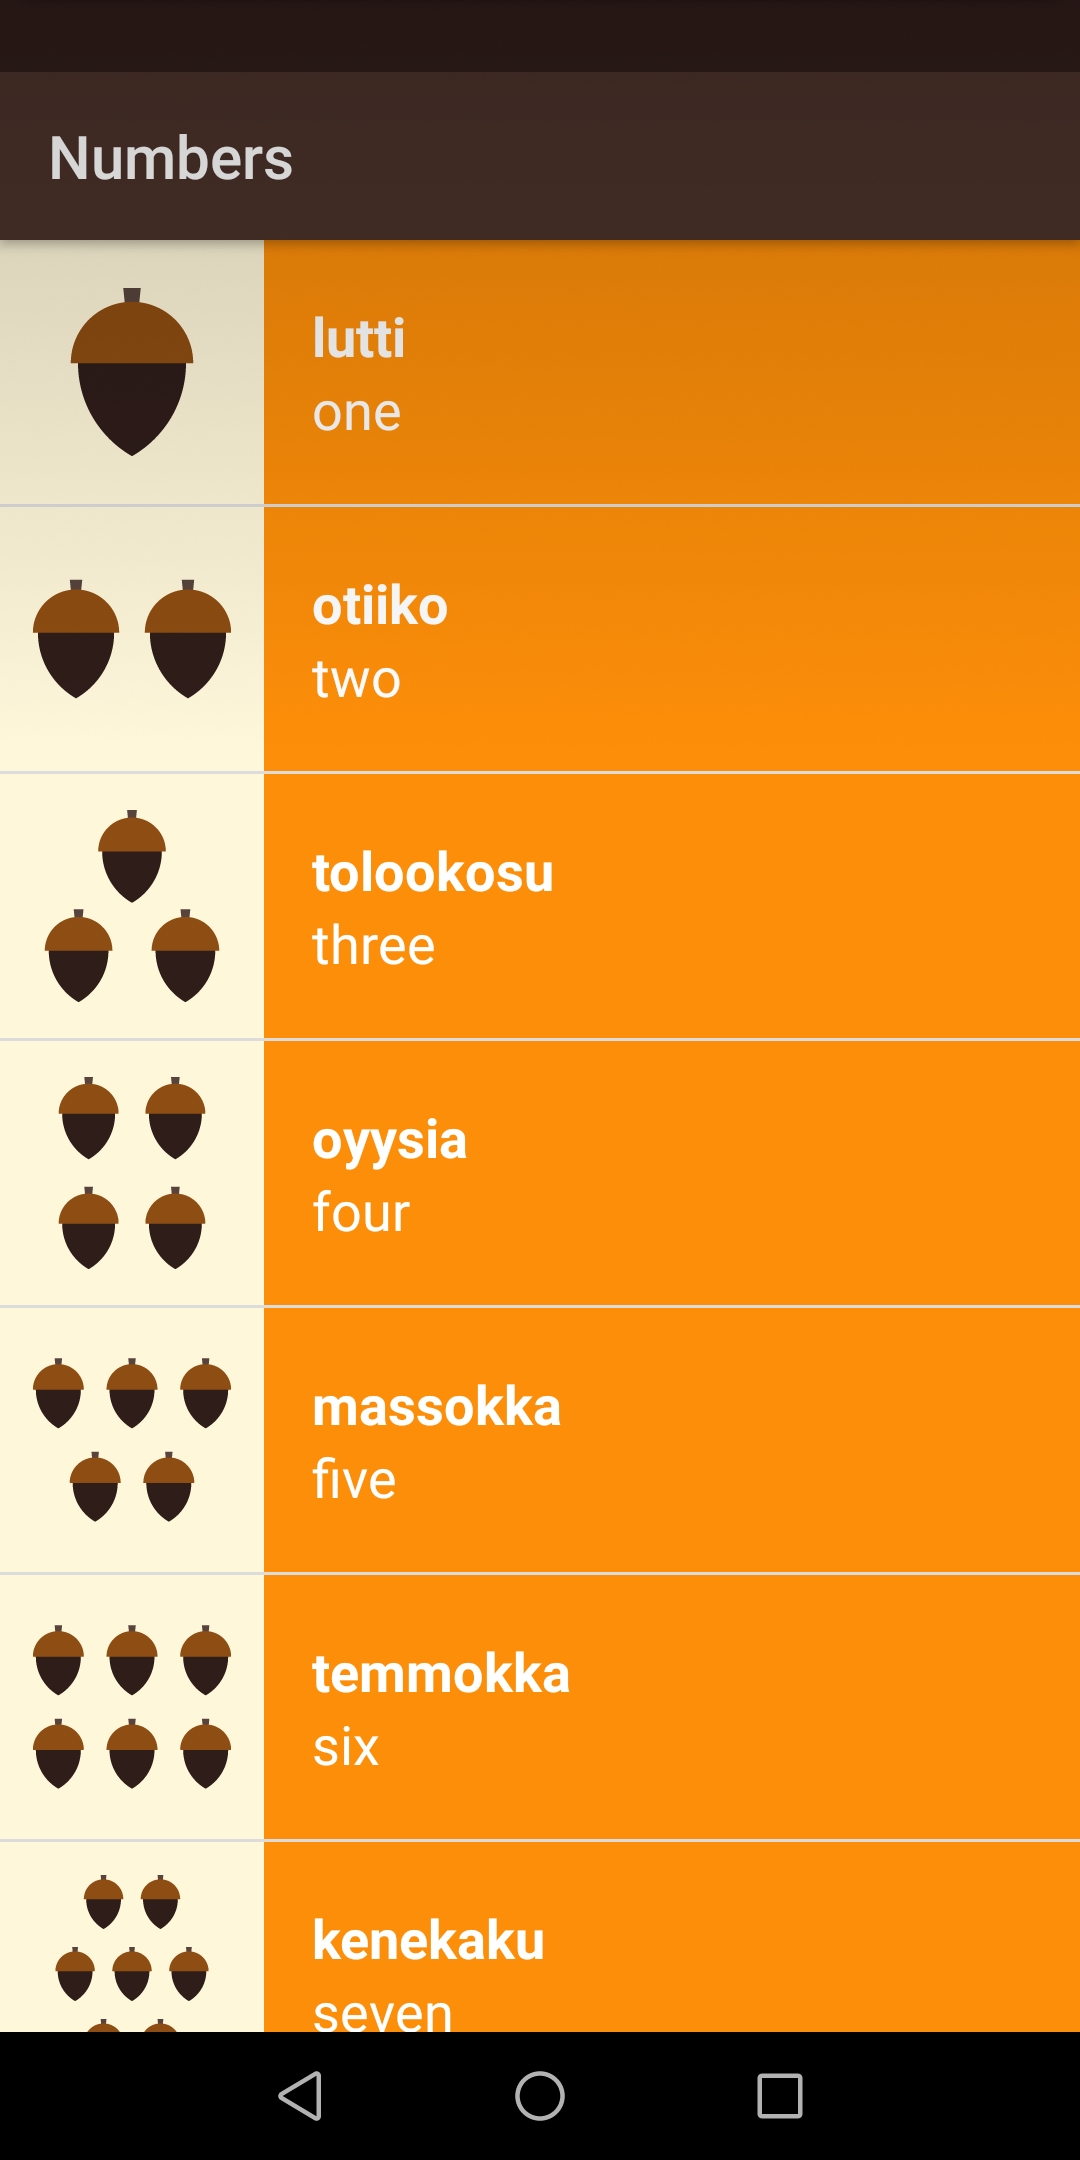 Numbers
lutti
one
otiiko
two
tolookosu
three
oyysia
four
massokka
five
temmokka
six
kenekaku
seven